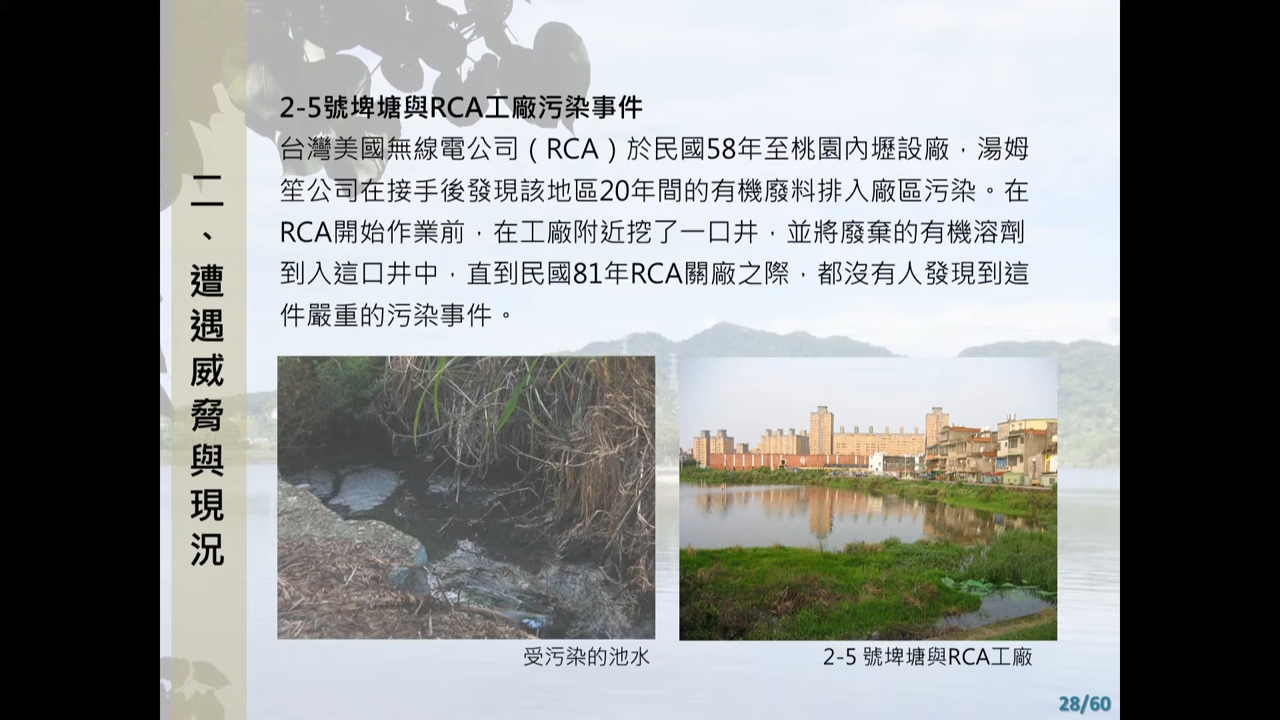 二、遭遇威脅與現況
2-5號埤塘與RCA工廠污染事件
台灣美國無線電公司（RCA）於民國58年至桃園內壢設廠，湯姆
笙公司在接手後發現該地區20年間的有機廢料排入廠區污染。在
RCA開始作業前，在工廠附近挖了一口井，並將廢棄的有機溶劑
到入這口井中，直到民國81年RCA關廠之際，都沒有人發現到這
件嚴重的污染事件。
受污染的池水
2-5 號埤塘與RCA工廠
28/60